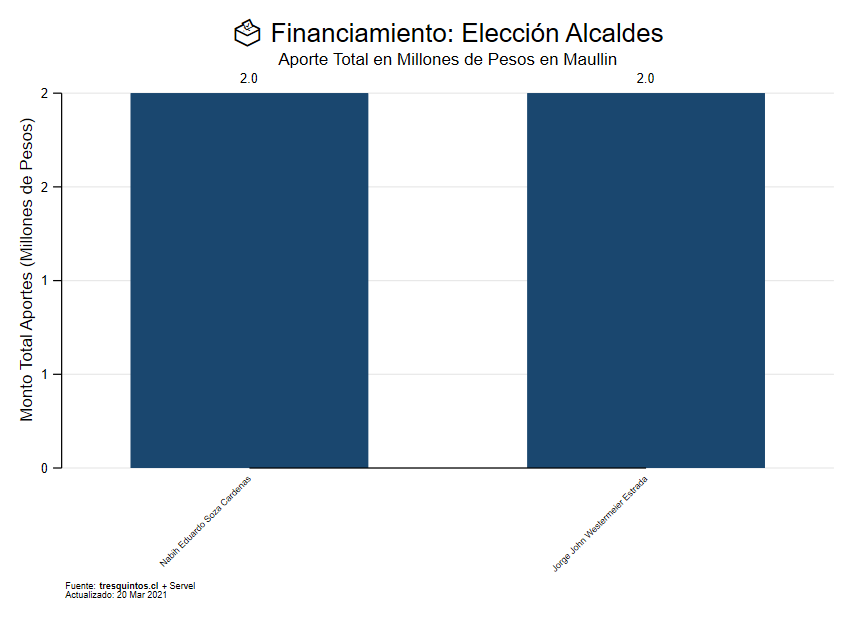 Financiamiento: Elección Alcaldes
Aporte Total en Millones de Pesos en Maullin
2.0
2.0
Monto Total Aportes (Millones de Pesos)
2
2
1
1
0
Nabih Eduardo Soza Cardenas
Jorge John Westermeier Estrada
Fuente: tresquintos.cl + Servel
Actualizado: 20 Mar 2021